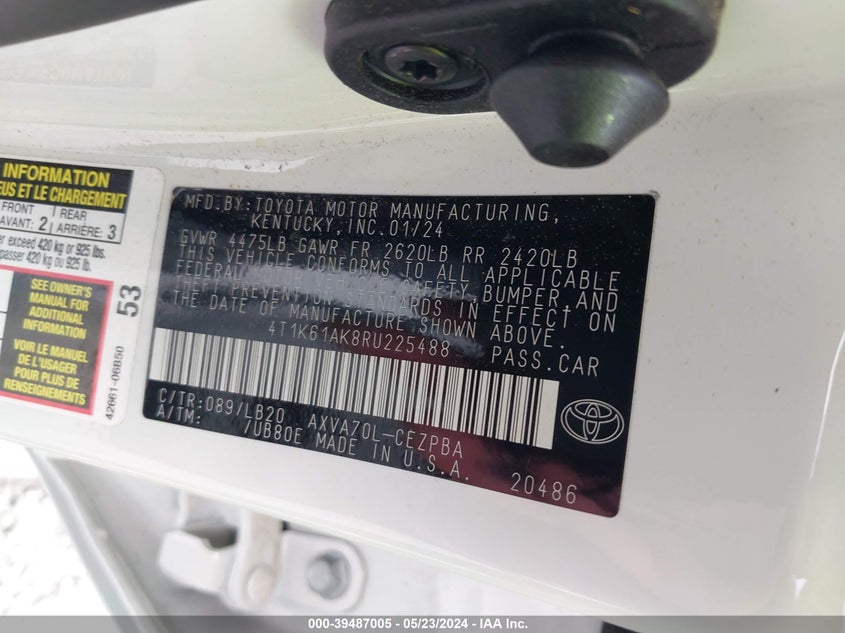 INFORMATION
EUS ET LE CHARGEMENT
FRONT
AVANT: 2
REAR
ARRIÈRE: 3
er exceed 420 kg or 925 lbs.
passer 420 kg ou 925 lb.
SEE OWNER'S
MANUAL FOR
ADDITIONAL
INFORMATION
VOIR LE MANUEL
DE L'USAGER
POUR PLUS DE
RENSEIGNEMENTS
53
42661-06B50
MFD.BY:TOYOTA MOTOR MANUFACTURING,
KENTUCKY,INC.01/24
GVWR 4475LB GAWR FR 2620LB RR 2420LB
THIS VEHICLE CONFORMS TO ALL APPLICABLE
FEDERAL MOTOR VEHICLE SAFETY,BUMPER AND
THEFT PREVENTION STANDARDS IN EFFECT ON
THE DATE OF MANUFACTURE SHOWN ABOVE.
4T1K61AK8RU225488 PASS.CAR
C/TR:089/LB20 AXVA70L-CEZPBA
A/TM: /UB80E MADE IN U.S.A.
20486
000-39487005 - 05/23/2024 - IAA Inc.